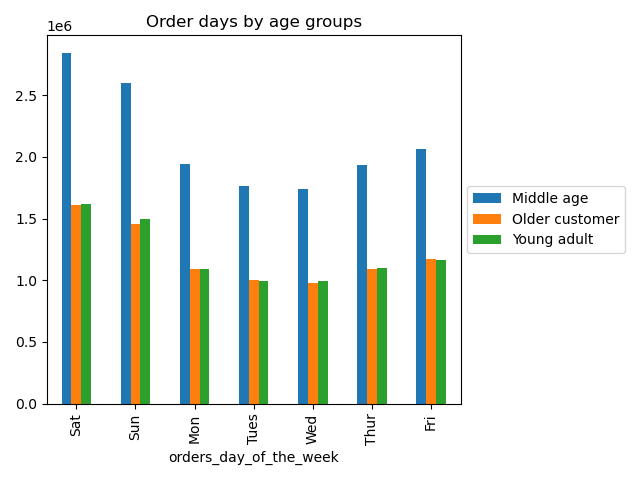 Order days by age groups
1e6
2.5
2.0
1.5
1.0
0.5
0.0
Sat
Sun
Mon
Tues
Wed
Thur
Fri
orders_day_of_the_week
Middle age
Older customer
Young adult